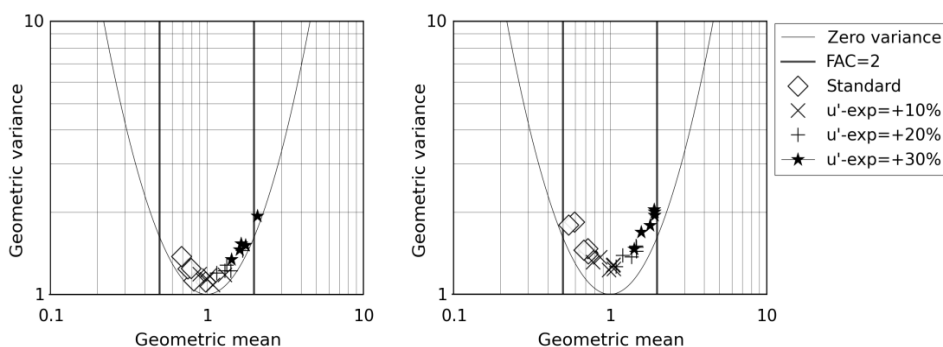 10
1
0.1
1
10
Geometric variance
Geometric mean
10
1
0.1
1
10
Geometric variance
Geometric mean
Zero variance
FAC=2
Standard
u'-exp=+10%
u'-exp=+20%
u'-exp=+30%